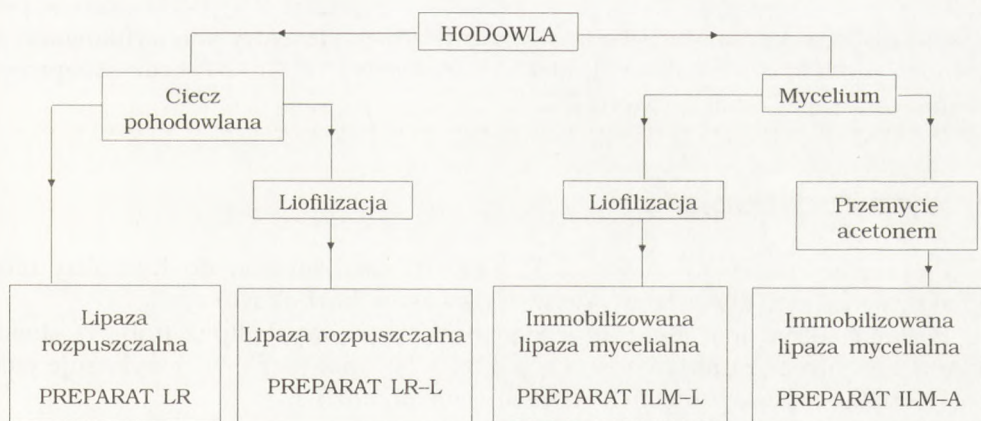 HODOWLA
Ciecz
pohodowlana
Mycelium
Liofilizacja
Liofilizacja
Przemycie
acetonem
Lipaza
rozpuszczalna
PREPARAT LR
Lipaza rozpuszczalna
PREPARAT LR–L
Immobilizowana
lipaza mycelialna
PREPARAT ILM–L
Immobilizowana
lipaza mycelialna
PREPARAT ILM–A